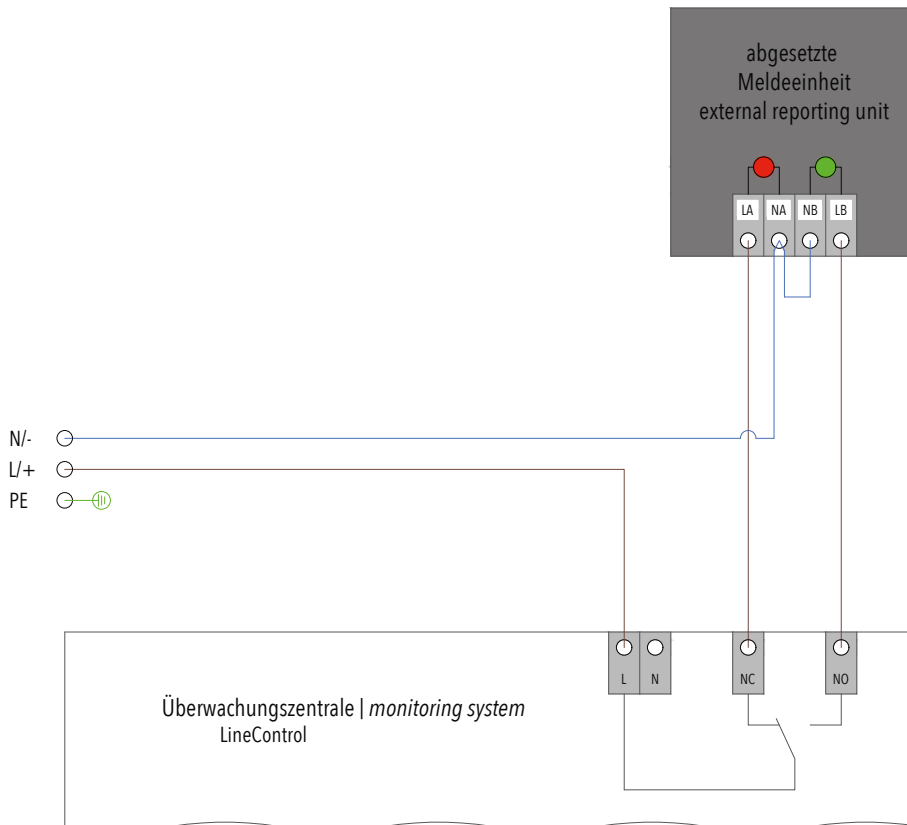 abgesetzte
Meldeeinheit
external reporting unit
LA NA NB LB
N/-
L/+
PE
L N NC NO
Überwachungszentrale | monitoring system
LineControl